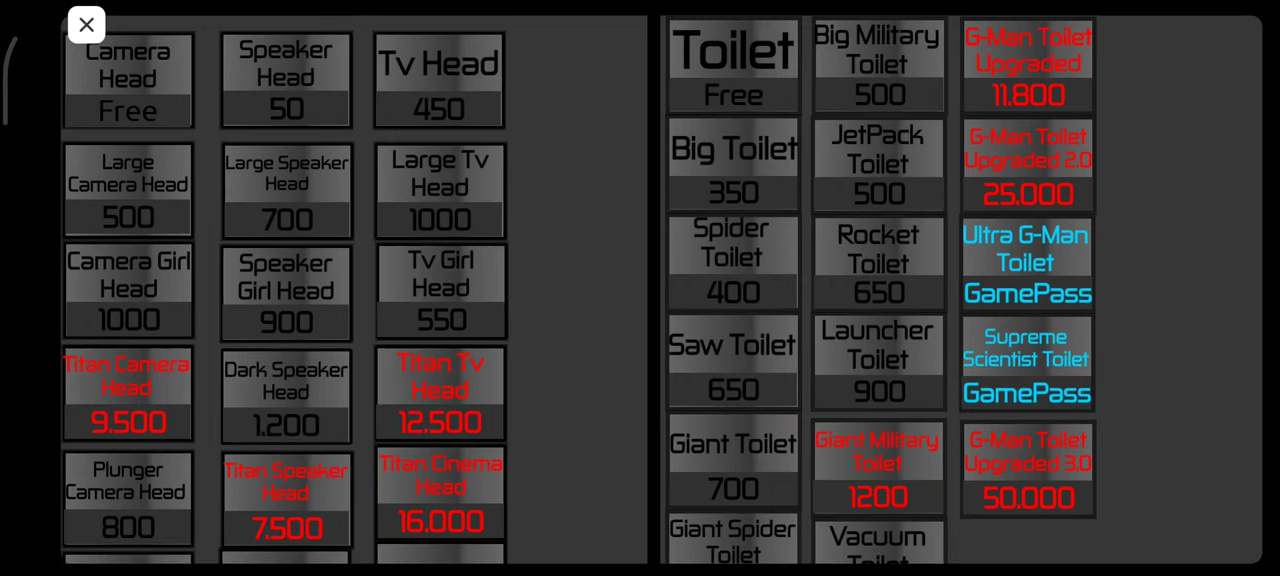 Camera
Head
Free
Speaker
Head
50
Tv Head
450
Large
Camera Head
500
Large Speaker
Head
700
Large Tv
Head
1000
Camera Girl
Head
1000
Speaker
Girl Head
900
Tv Girl
Head
550
Titan Camera
Head
9.500
Dark Speaker
Head
1.200
Titan Tv
Head
12.500
Plunger
Camera Head
800
Titan Speaker
Head
7.500
Titan Cinema
Head
16.000
Toilet
Free
Big Military
Toilet
500
G-Man Toilet
Upgraded
11.800
Big Toilet
350
JetPack
Toilet
500
G-Man Toilet
Upgraded 2.0
25.000
Spider
Toilet
400
Rocket
Toilet
650
Ultra G-Man
Toilet
GamePass
Saw Toilet
650
Launcher
Toilet
900
Supreme
Scientist Toilet
GamePass
Giant Toilet
700
Giant Military
Toilet
1200
G-Man Toilet
Upgraded 3.0
50.000
Giant Spider
Toilet
Vacuum
Toilet